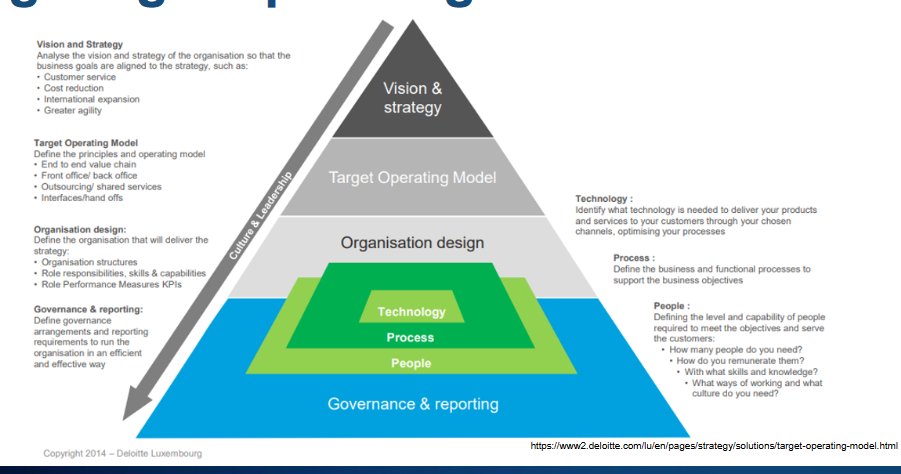 Vision and Strategy
Analyse the vision and strategy of the organisation so that the
business goals are aligned to the strategy, such as:
• Customer service
• Cost reduction
• International expansion
• Greater agility
Target Operating Model
Define the principles and operating model
• End to end value chain
• Front office/ back office
• Outsourcing/ shared services
• Interfaces/hand offs
Organisation design:
Define the organisation that will deliver the
strategy:
• Organisation structures
• Role responsibilities, skills & capabilities
• Role Performance Measures KPIs
Governance & reporting:
Define governance
arrangements and reporting
requirements to run the
organisation in an efficient
and effective way
Culture & Leadership
Vision &
strategy
Target Operating Model
Organisation design
Technology
Process
People
Governance & reporting
Technology :
Identify what technology is needed to deliver your products
and services to your customers through your chosen
channels, optimising your processes
Process :
Define the business and functional processes to
support the business objectives
People :
Defining the level and capability of people
required to meet the objectives and serve
the customers:
• How many people do you need?
• How do you remunerate them?
• With what skills and knowledge?
• What ways of working and what
culture do you need?
https://www2.deloitte.com/lu/en/pages/strategy/solutions/target-operating-model.html
Copyright 2014 – Deloitte Luxembourg